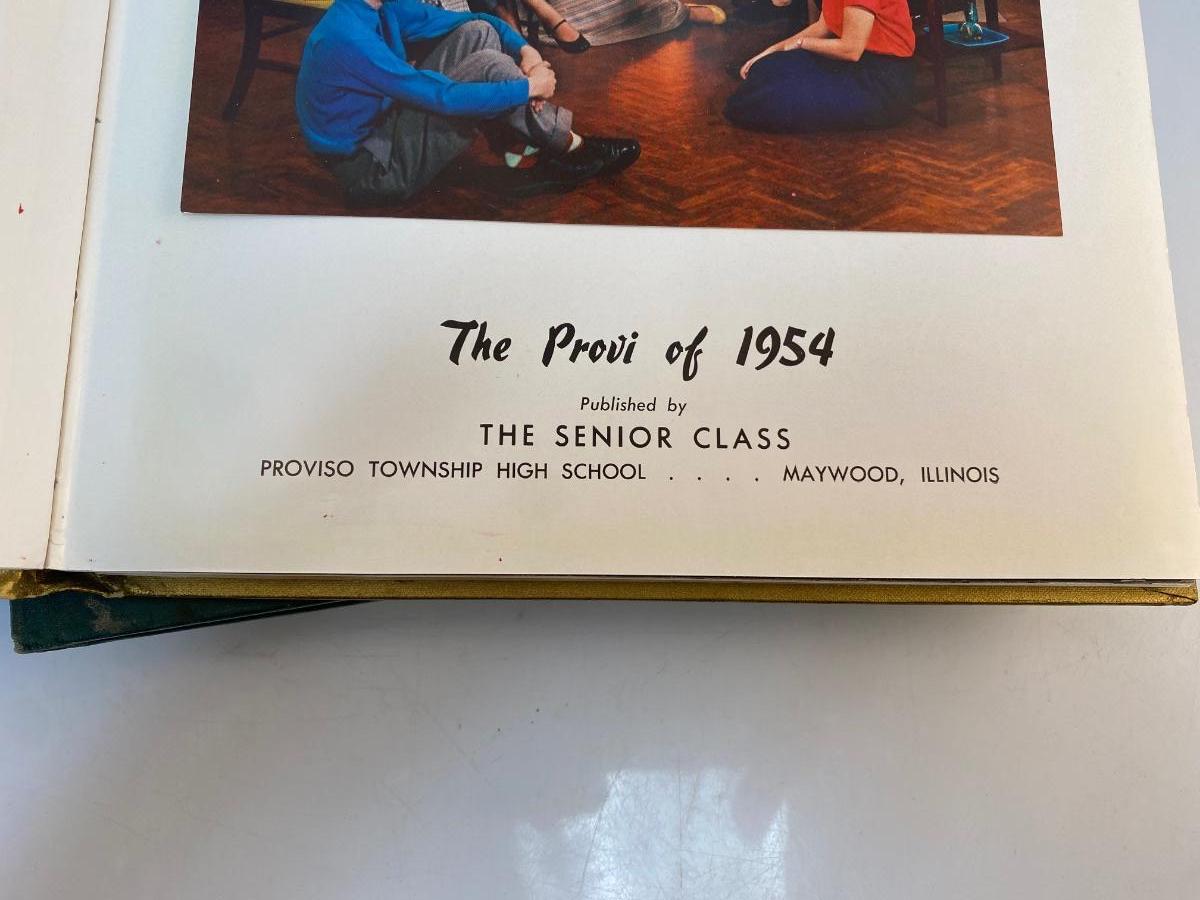 The Provi of 1954
Published by
THE SENIOR CLASS
PROVISO TOWNSHIP HIGH SCHOOL . . . . MAYWOOD, ILLINOIS